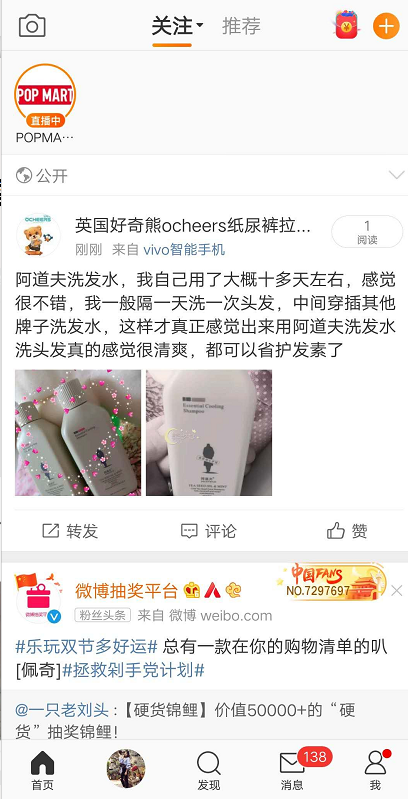 关注 推荐
POP MART
直播中
POPMA…
公开
OCHEERS
英国好奇熊ocheers纸尿裤拉...
1
阅读
刚刚 来自 vivo智能手机
阿道夫洗发水，我自己用了大概十多天左右，感觉
很不错，我一般隔一天洗一次头发，中间穿插其他
牌子洗发水，这样才真正感觉出来用阿道夫洗发水
洗头发真的感觉很清爽，都可以省护发素了
Essential Cooling
Shampoo
转发 评论 赞
微博抽奖平台
中国FANS
NO.7297697
粉丝头条 来自 微博 weibo.com
#乐玩双节多好运# 总有一款在你的购物清单的叭
[佩奇]#拯救剁手党计划#
@一只老刘头 :【硬货锦鲤】价值50000+的“硬
货”抽奖锦鲤！
138
首页 发现 消息 我